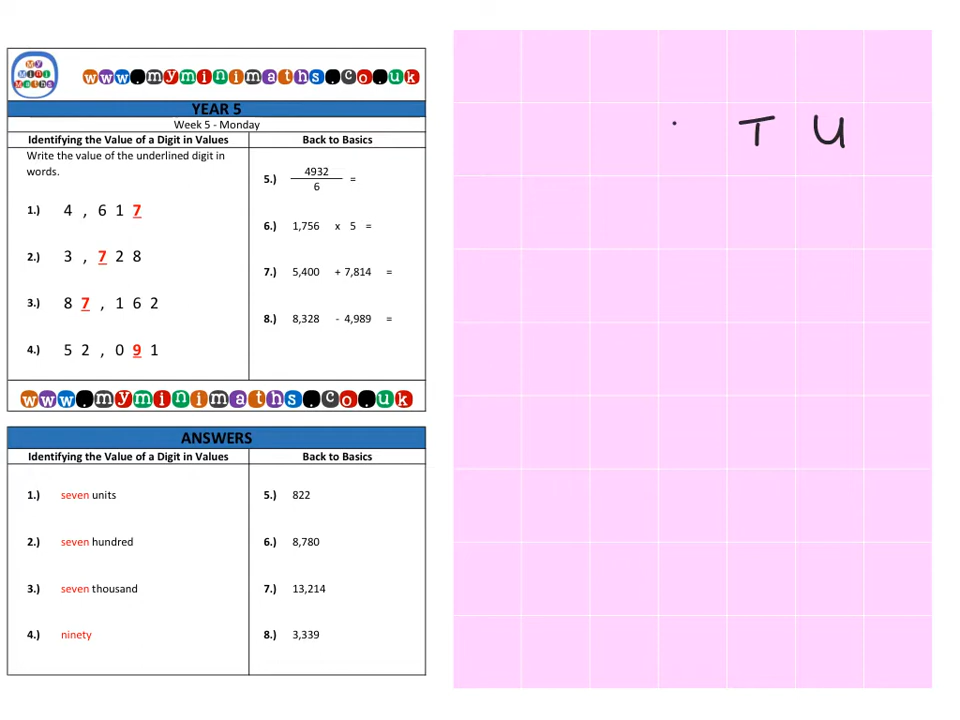 My
Mini
Maths
www.myminimaths.co.uk
YEAR 5
Week 5 - Monday
Identifying the Value of a Digit in Values
Back to Basics
Write the value of the underlined digit in
words.
1.) 4 , 6 1 7
2.) 3 , 7 2 8
3.) 8 7 , 1 6 2
4.) 5 2 , 0 9 1
5.) 4932
6 =
6.) 1,756 x 5 =
7.) 5,400 + 7,814 =
8.) 8,328 - 4,989 =
www.myminimaths.co.uk
ANSWERS
Identifying the Value of a Digit in Values
Back to Basics
1.) seven units
2.) seven hundred
3.) seven thousand
4.) ninety
5.) 822
6.) 8,780
7.) 13,214
8.) 3,339
T U